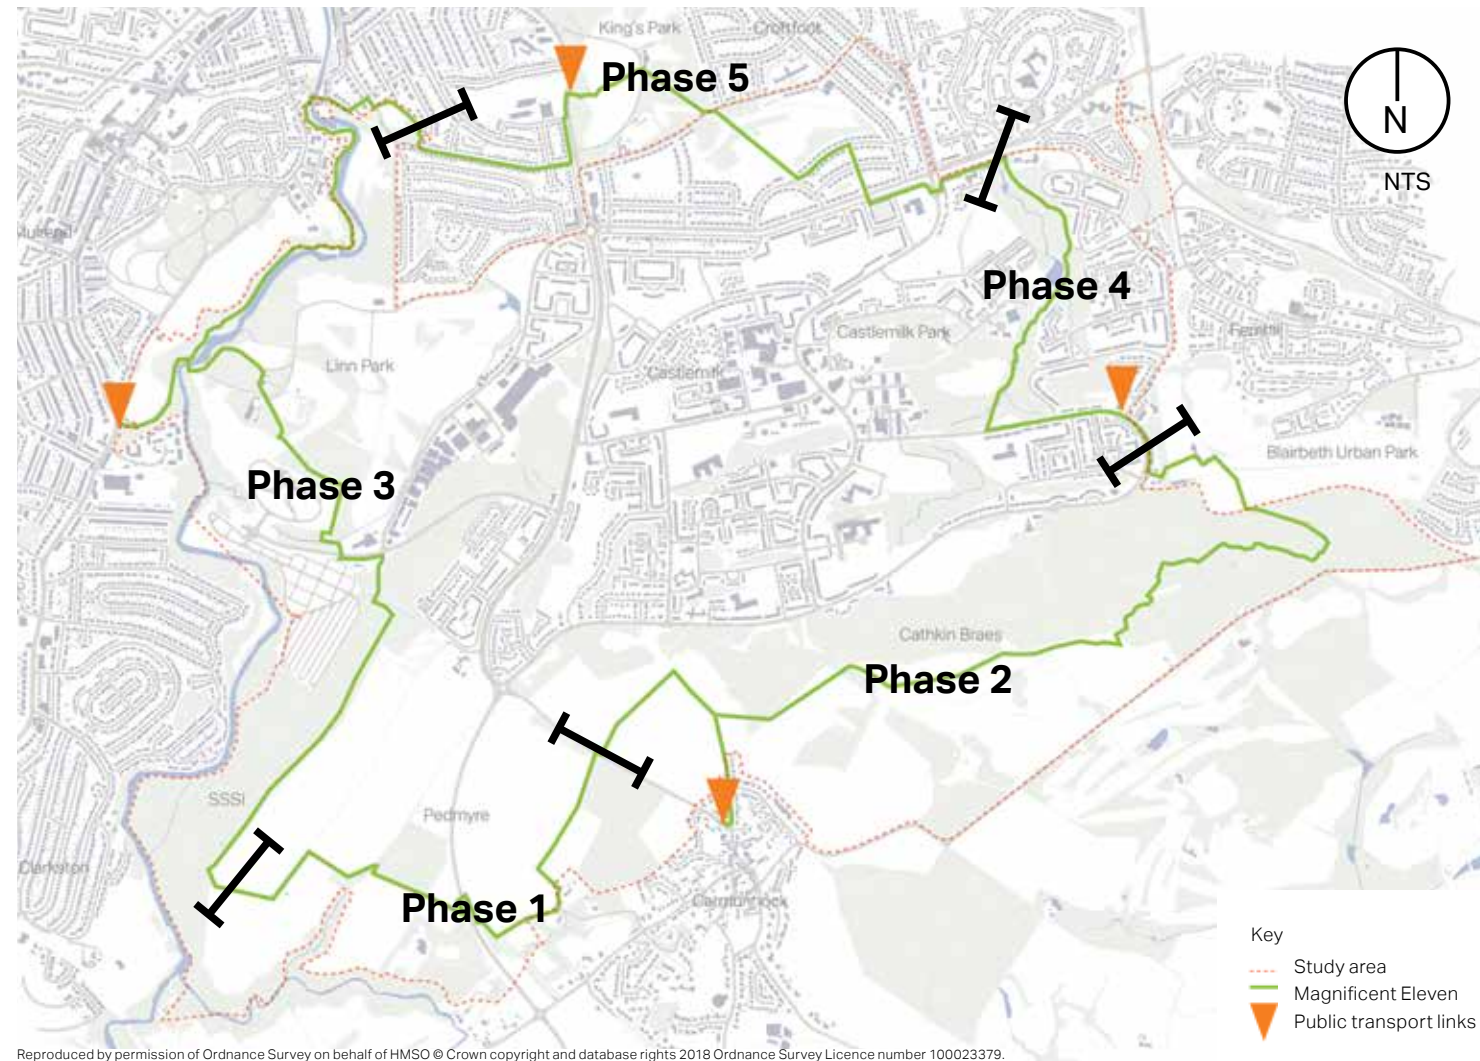 King's Park
Croftfoot
Phase 5
N
NTS
Muirend
Phase 4
Castlemilk Park
Fernhill
Linn Park
Castlemilk
Blairbeth Urban Park
Phase 3
Cathkin Braes
Phase 2
SSSI
Pedmyre
Clarkston
Phase 1
Carmunnock
Key
Study area
Magnificent Eleven
Public transport links
Reproduced by permission of Ordnance Survey on behalf of HMSO © Crown copyright and database rights 2018 Ordnance Survey Licence number 100023379.